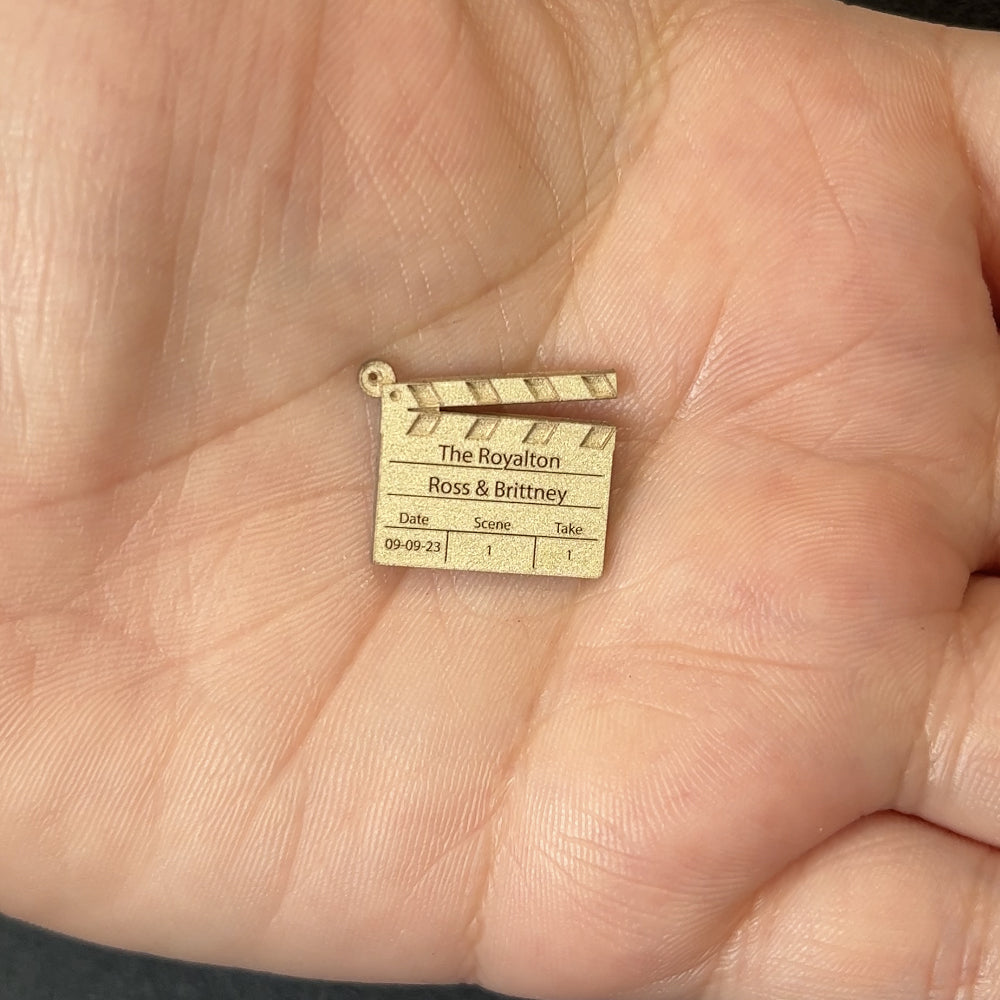 The Royalton
Ross & Brittney
Date Scene Take
09-09-23 1 1